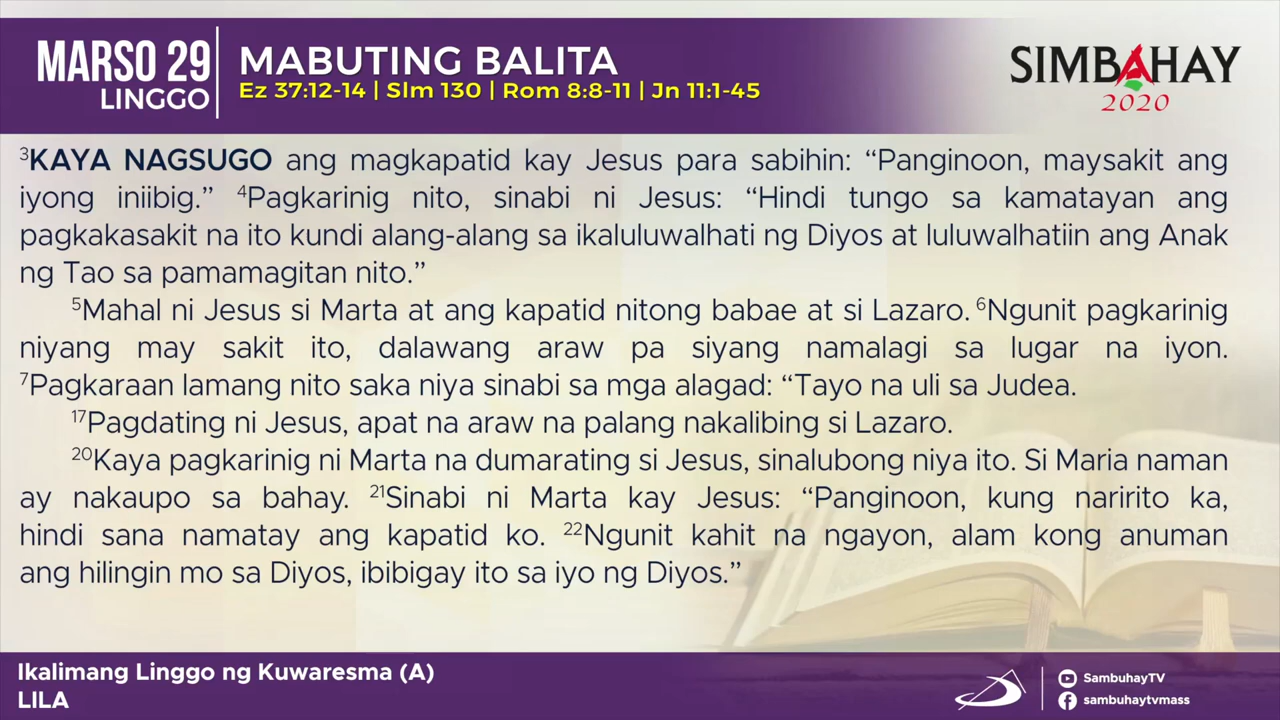 MARSO 29
LINGGO
MABUTING BALITA
Ez 37:12-14 | Slm 130 | Rom 8:8-11 | Jn 11:1-45
SIMBAHAY
2020
³KAYA NAGSUGO ang magkapatid kay Jesus para sabihin: “Panginoon, maysakit ang
iyong iniibig.” ⁴Pagkarinig nito, sinabi ni Jesus: “Hindi tungo sa kamatayan ang
pagkakasakit na ito kundi alang-alang sa ikaluluwalhati ng Diyos at luluwalhatiin ang Anak
ng Tao sa pamamagitan nito.”
⁵Mahal ni Jesus si Marta at ang kapatid nitong babae at si Lazaro. ⁶Ngunit pagkarinig
niyang may sakit ito, dalawang araw pa siyang namalagi sa lugar na iyon.
⁷Pagkaraan lamang nito saka niya sinabi sa mga alagad: “Tayo na uli sa Judea.
¹⁷Pagdating ni Jesus, apat na araw na palang nakalibing si Lazaro.
²⁰Kaya pagkarinig ni Marta na dumarating si Jesus, sinalubong niya ito. Si Maria naman
ay nakaupo sa bahay. ²¹Sinabi ni Marta kay Jesus: “Panginoon, kung naririto ka,
hindi sana namatay ang kapatid ko. ²²Ngunit kahit na ngayon, alam kong anuman
ang hilingin mo sa Diyos, ibibigay ito sa iyo ng Diyos.”
Ikalimang Linggo ng Kuwaresma (A)
LILA
SambuhayTV
sambuhaytvmass